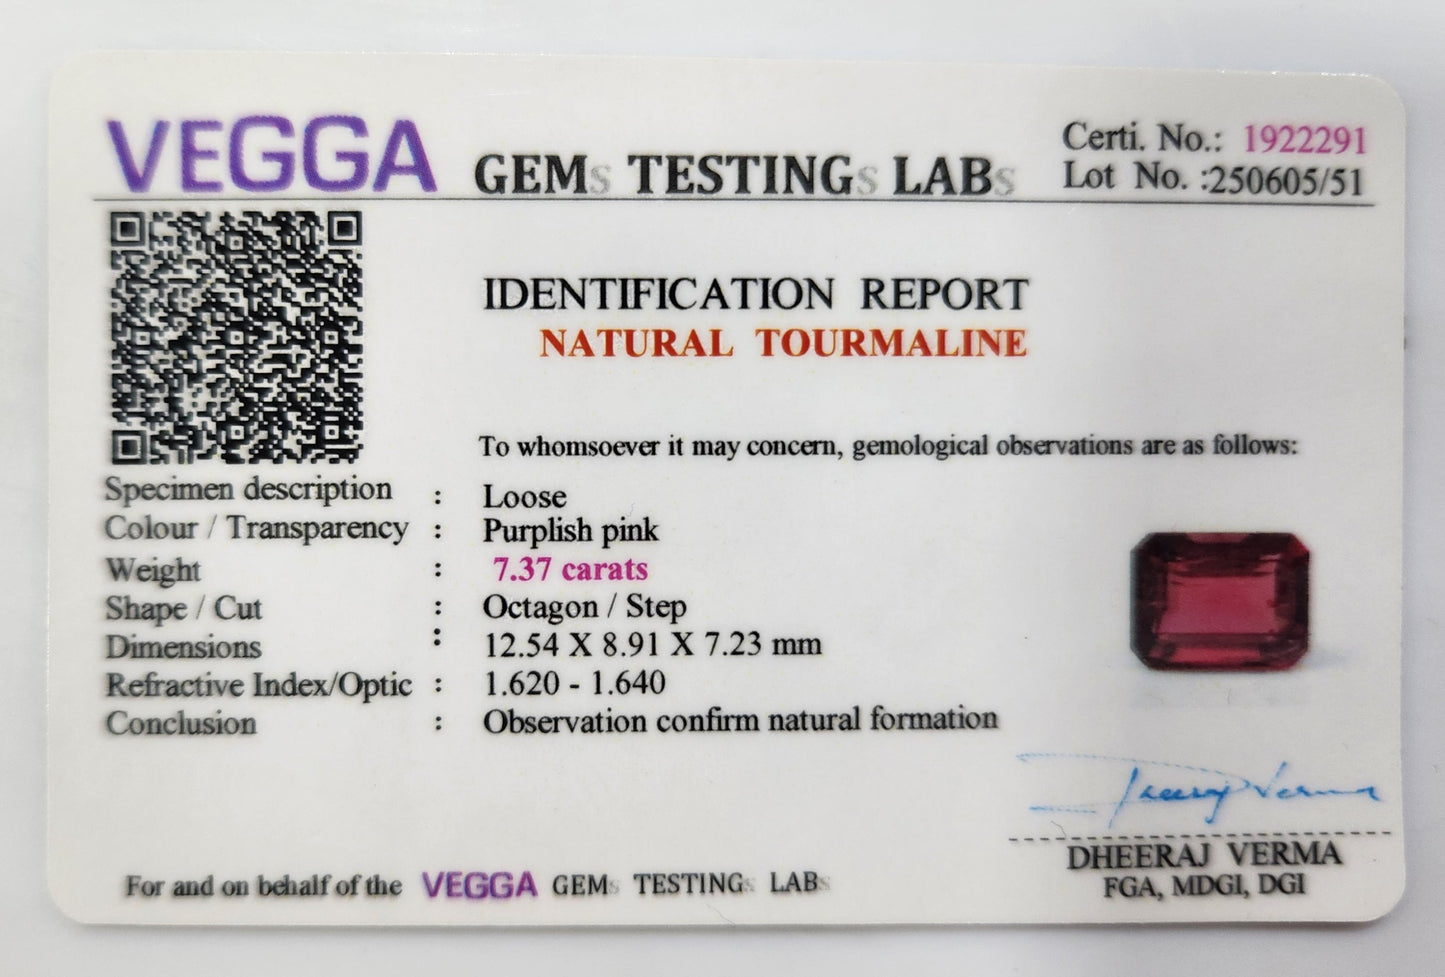 VEGGA GEMs TESTINGs LABs
Certi. No.: 1922291
Lot No. :250605/51
IDENTIFICATION REPORT
NATURAL TOURMALINE
To whomsoever it may concern, gemological observations are as follows:
Specimen description : Loose
Colour / Transparency : Purplish pink
Weight : 7.37 carats
Shape / Cut : Octagon / Step
Dimensions : 12.54 X 8.91 X 7.23 mm
Refractive Index/Optic : 1.620 - 1.640
Conclusion : Observation confirm natural formation
Dheeraj Verma
DHEERAJ VERMA
FGA, MDGI, DGI
For and on behalf of the VEGGA GEMs TESTINGs LABs